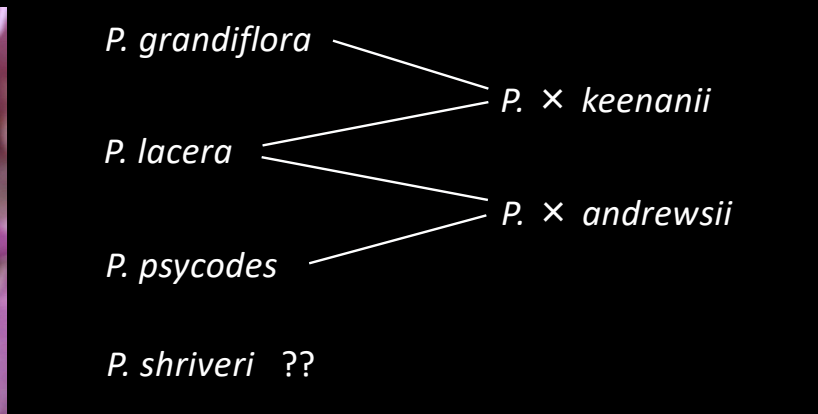 P. grandiflora
P. × keenanii
P. lacera
P. × andrewsii
P. psycodes
P. shriveri ??